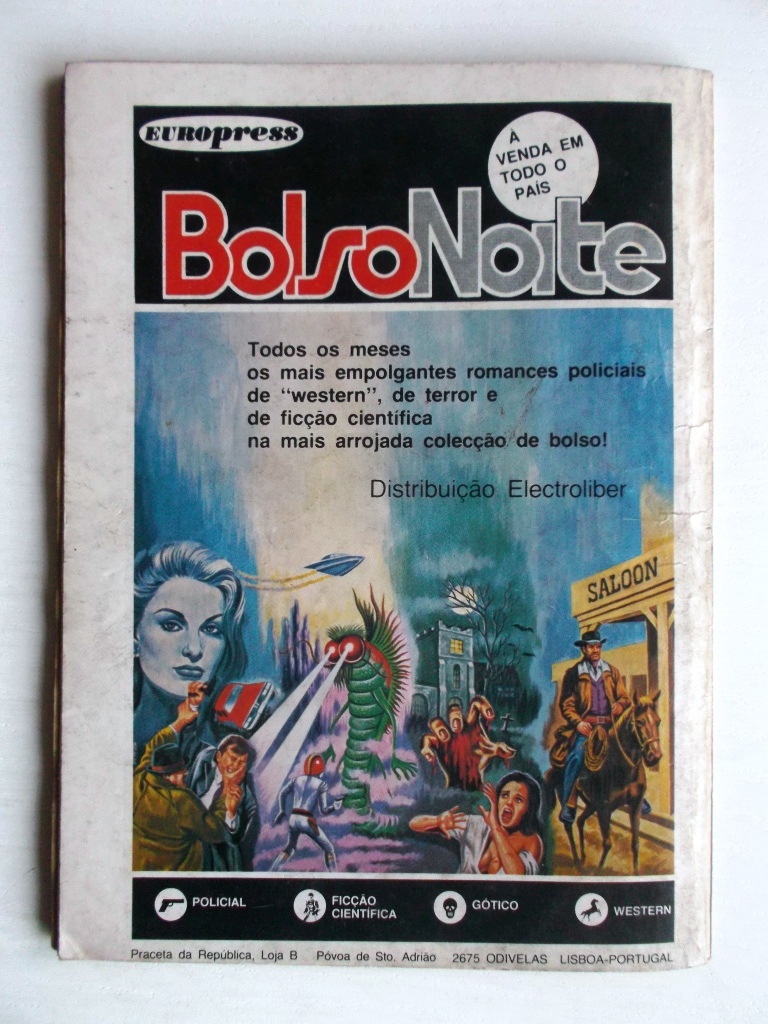 EUROpress
À
VENDA EM
TODO O
PAÍS
BolsoNoite
Todos os meses
os mais empolgantes romances policiais
de “western”, de terror e
de ficção científica
na mais arrojada colecção de bolso!
Distribuição Electroliber
SALOON
POLICIAL
FICÇÃO
CIENTÍFICA
GÓTICO
WESTERN
Praceta da República, Loja B Póvoa de Sto. Adrião 2675 ODIVELAS LISBOA-PORTUGAL